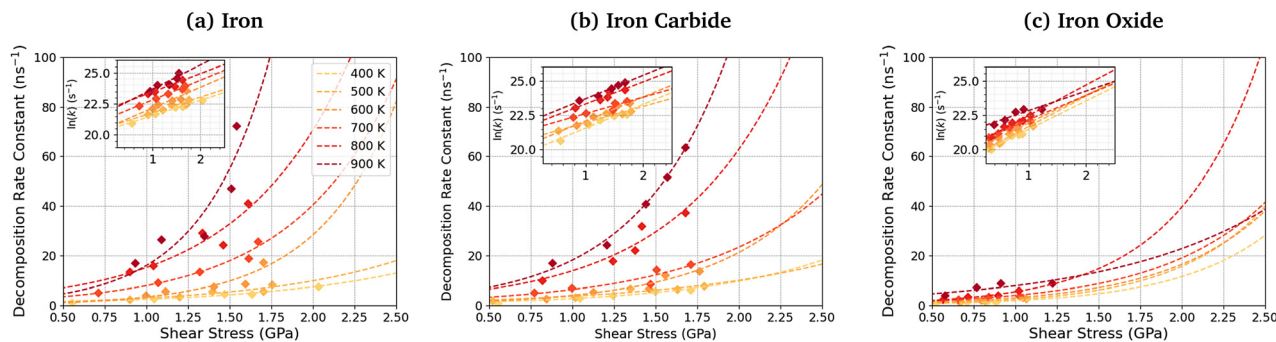 (a) Iron
(b) Iron Carbide
(c) Iron Oxide
Decomposition Rate Constant (ns⁻¹)
100
80
60
40
20
0
0.50 0.75 1.00 1.25 1.50 1.75 2.00 2.25 2.50
Shear Stress (GPa)
ln(k) (s⁻¹)
25.0
22.5
20.0
1 2
400 K
500 K
600 K
700 K
800 K
900 K
Decomposition Rate Constant (ns⁻¹)
100
80
60
40
20
0
0.50 0.75 1.00 1.25 1.50 1.75 2.00 2.25 2.50
Shear Stress (GPa)
ln(k) (s⁻¹)
25.0
22.5
20.0
1 2
Decomposition Rate Constant (ns⁻¹)
100
80
60
40
20
0
0.50 0.75 1.00 1.25 1.50 1.75 2.00 2.25 2.50
Shear Stress (GPa)
ln(k) (s⁻¹)
25.0
22.5
20.0
1 2